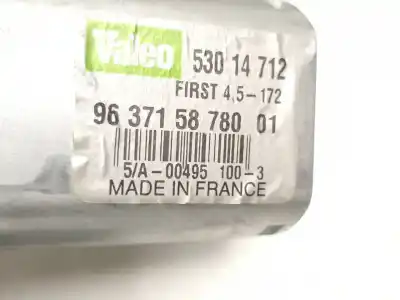 Valeo 530 14 712
FIRST 4,5-172
96 371 58 780 01
5/A-00495 100-3
MADE IN FRANCE